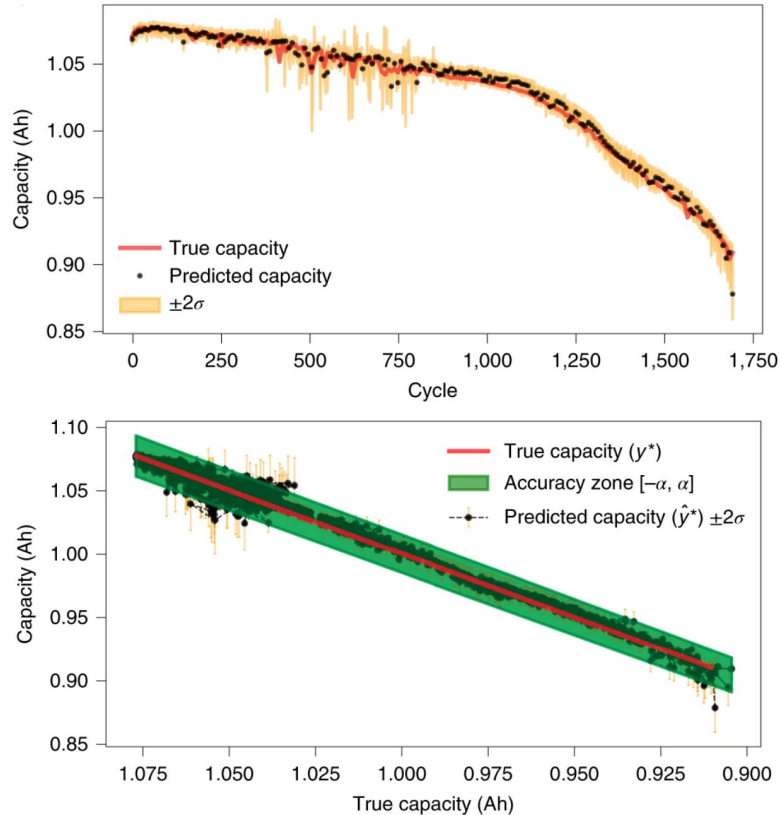 1.05
1.00
0.95
0.90
0.85
Capacity (Ah)
True capacity
Predicted capacity
±2σ
0 250 500 750 1,000 1,250 1,500 1,750
Cycle
1.10
1.05
1.00
0.95
0.90
0.85
Capacity (Ah)
True capacity (y*)
Accuracy zone [–α, α]
Predicted capacity (ŷ*) ±2σ
1.075 1.050 1.025 1.000 0.975 0.950 0.925 0.900
True capacity (Ah)